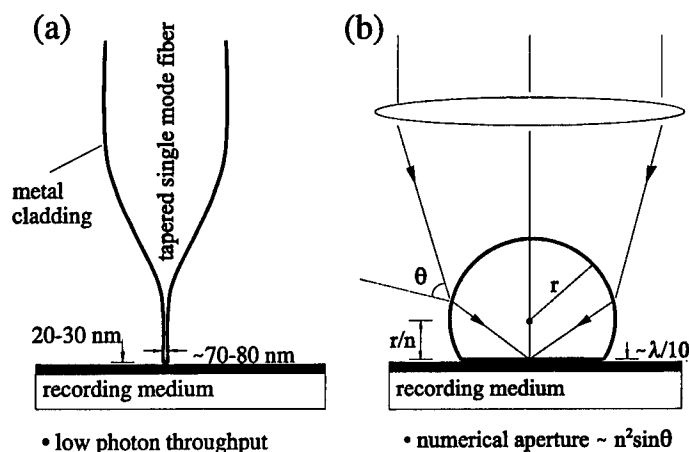 (a)
tapered single mode fiber
metal
cladding
20-30 nm
~70-80 nm
recording medium
• low photon throughput
(b)
θ
r
r/n
~λ/10
recording medium
• numerical aperture ~ n²sinθ